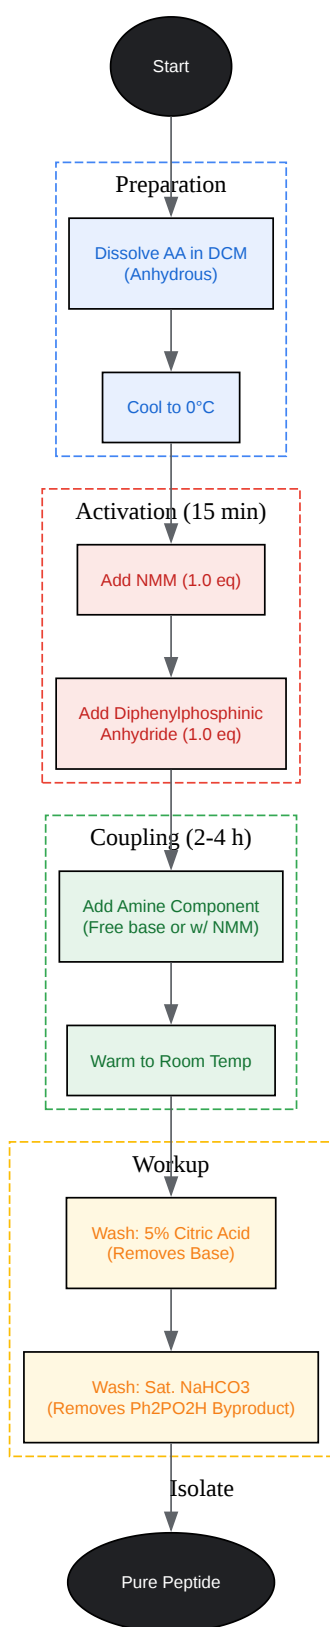 Start
Preparation
Dissolve AA in DCM
(Anhydrous)
Cool to 0°C
Activation (15 min)
Add NMM (1.0 eq)
Add Diphenylphosphinic
Anhydride (1.0 eq)
Coupling (2-4 h)
Add Amine Component
(Free base or w/ NMM)
Warm to Room Temp
Workup
Wash: 5% Citric Acid
(Removes Base)
Wash: Sat. NaHCO3
(Removes Ph2PO2H Byproduct)
Isolate
Pure Peptide